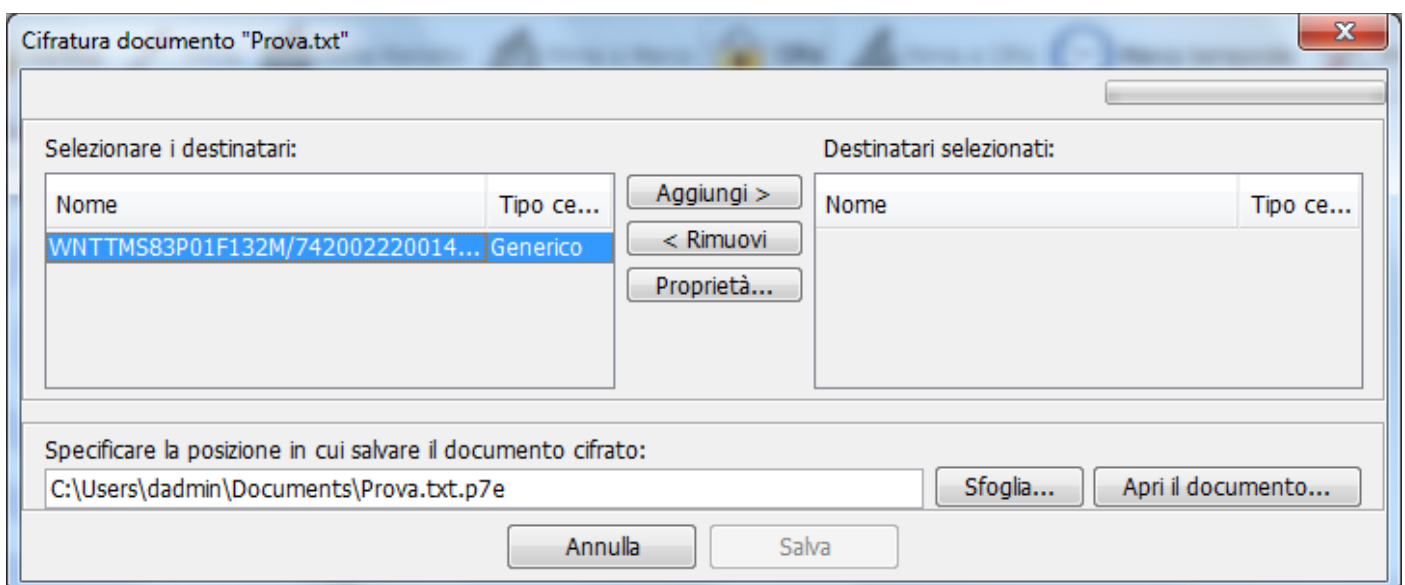 Cifratura documento "Prova.txt"
Selezionare i destinatari:
Destinatari selezionati:
Nome Tipo ce...
Aggiungi >
Nome Tipo ce...
WNTTMS83P01F132M/742002220014... Generico
< Rimuovi
Proprietà...
Specificare la posizione in cui salvare il documento cifrato:
C:\Users\dadmin\Documents\Prova.txt.p7e
Sfoglia...
Apri il documento...
Annulla
Salva